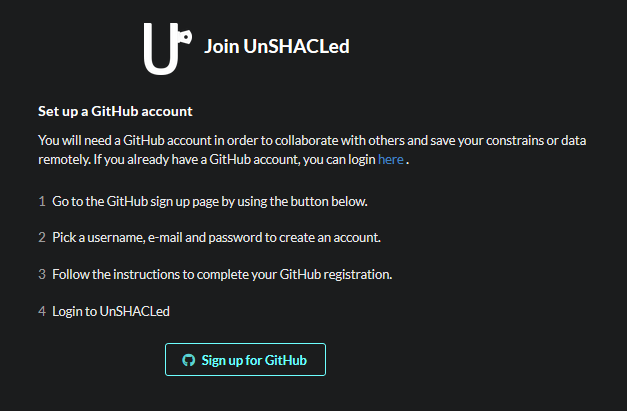 Join UnSHACLed
Set up a GitHub account
You will need a GitHub account in order to collaborate with others and save your constrains or data
remotely. If you already have a GitHub account, you can login here .
1 Go to the GitHub sign up page by using the button below.
2 Pick a username, e-mail and password to create an account.
3 Follow the instructions to complete your GitHub registration.
4 Login to UnSHACLed
Sign up for GitHub